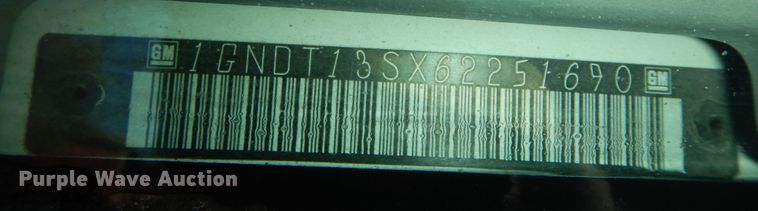 GM 1GNDT13SX62251690 GM
Purple Wave Auction